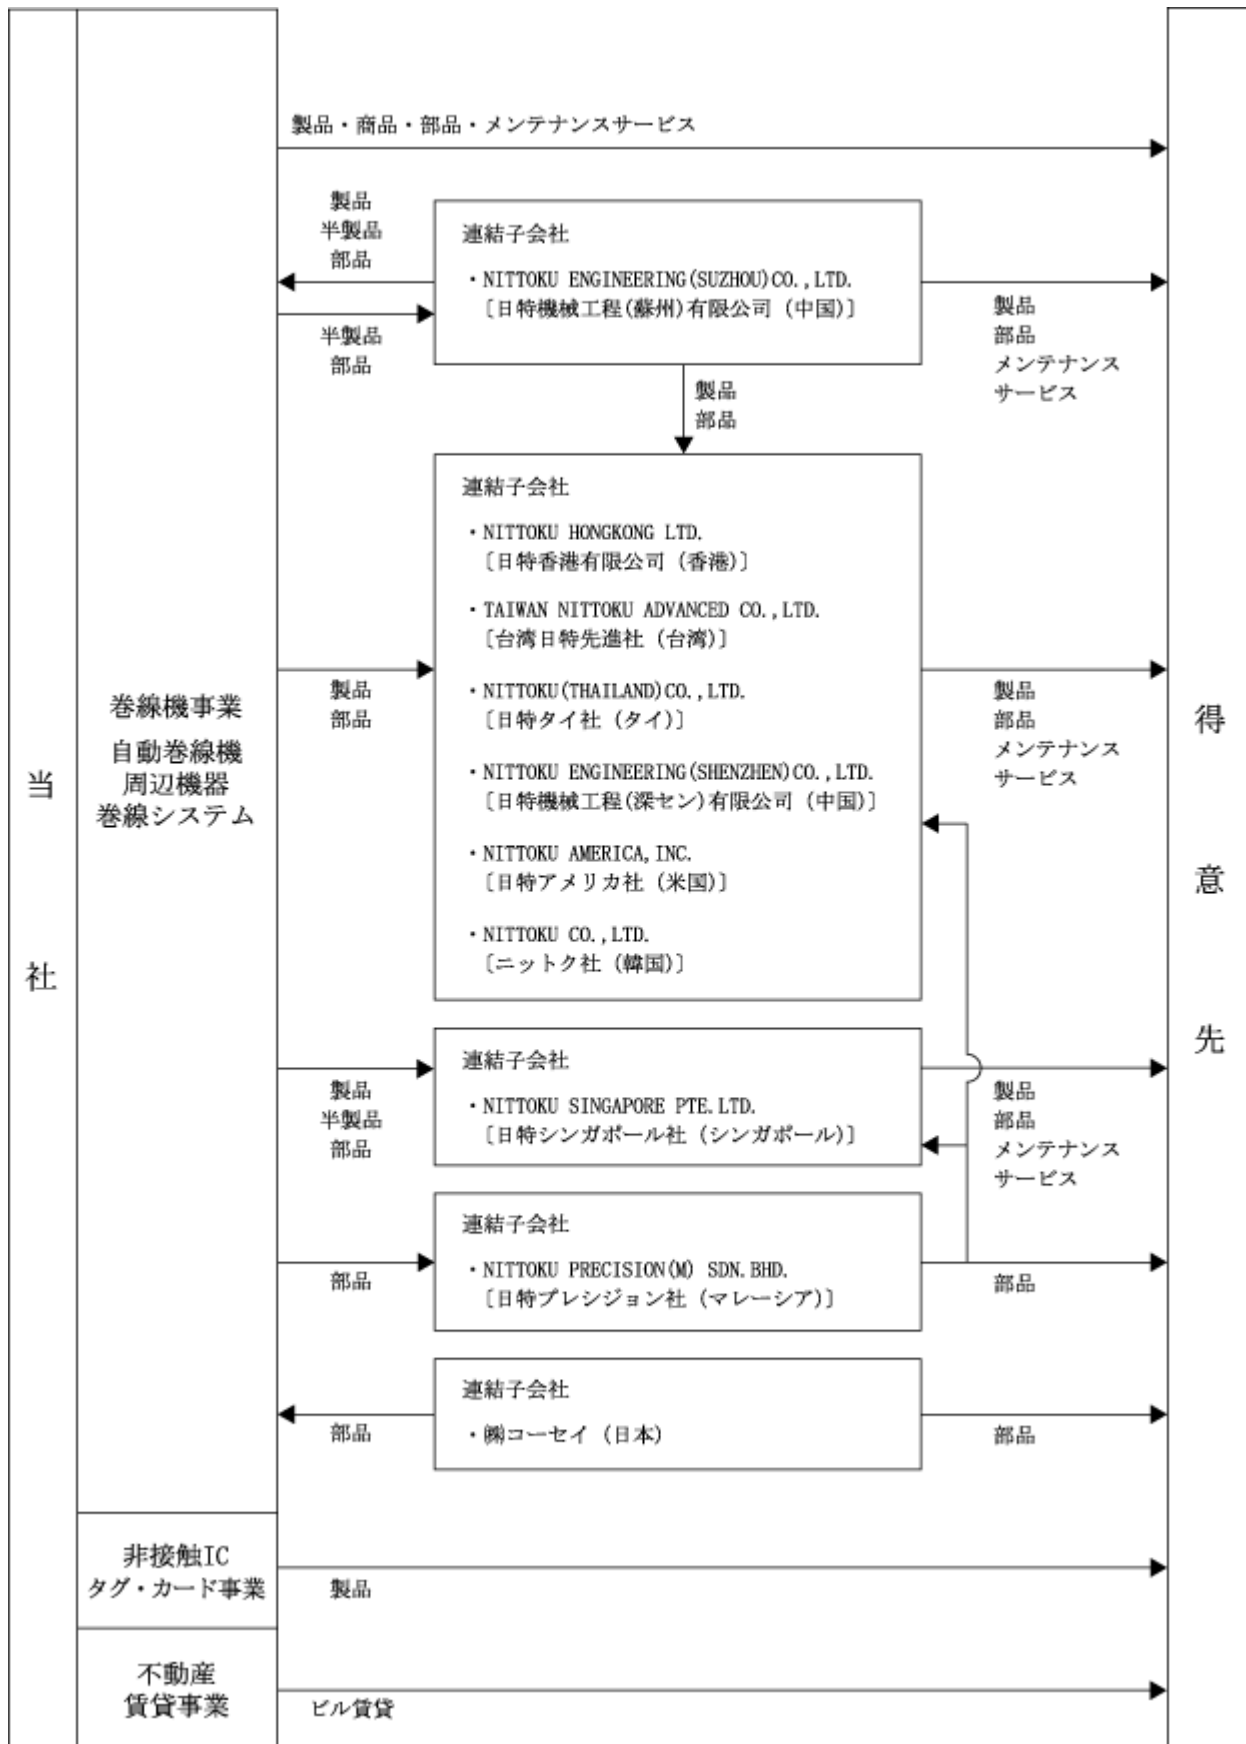 当社
巻線機事業
自動巻線機
周辺機器
巻線システム
製品・商品・部品・メンテナンスサービス
製品
半製品
部品
半製品
部品
連結子会社
・NITTOKU ENGINEERING(SUZHOU)CO.,LTD.
〔日特機械工程(蘇州)有限公司（中国)〕
製品
部品
メンテナンス
サービス
製品
部品
連結子会社
・NITTOKU HONGKONG LTD.
〔日特香港有限公司（香港)〕
・TAIWAN NITTOKU ADVANCED CO.,LTD.
〔台湾日特先進社（台湾)〕
・NITTOKU(THAILAND)CO.,LTD.
〔日特タイ社（タイ)〕
・NITTOKU ENGINEERING(SHENZHEN)CO.,LTD.
〔日特機械工程(深セン)有限公司（中国)〕
・NITTOKU AMERICA,INC.
〔日特アメリカ社（米国)〕
・NITTOKU CO.,LTD.
〔ニットク社（韓国)〕
製品
部品
製品
部品
メンテナンス
サービス
製品
半製品
部品
連結子会社
・NITTOKU SINGAPORE PTE.LTD.
〔日特シンガポール社（シンガポール)〕
製品
部品
メンテナンス
サービス
部品
連結子会社
・NITTOKU PRECISION(M) SDN.BHD.
〔日特プレシジョン社（マレーシア)〕
部品
部品
連結子会社
・㈱コーセイ（日本）
部品
非接触IC
タグ・カード事業
製品
不動産
賃貸事業
ビル賃貸
得意先